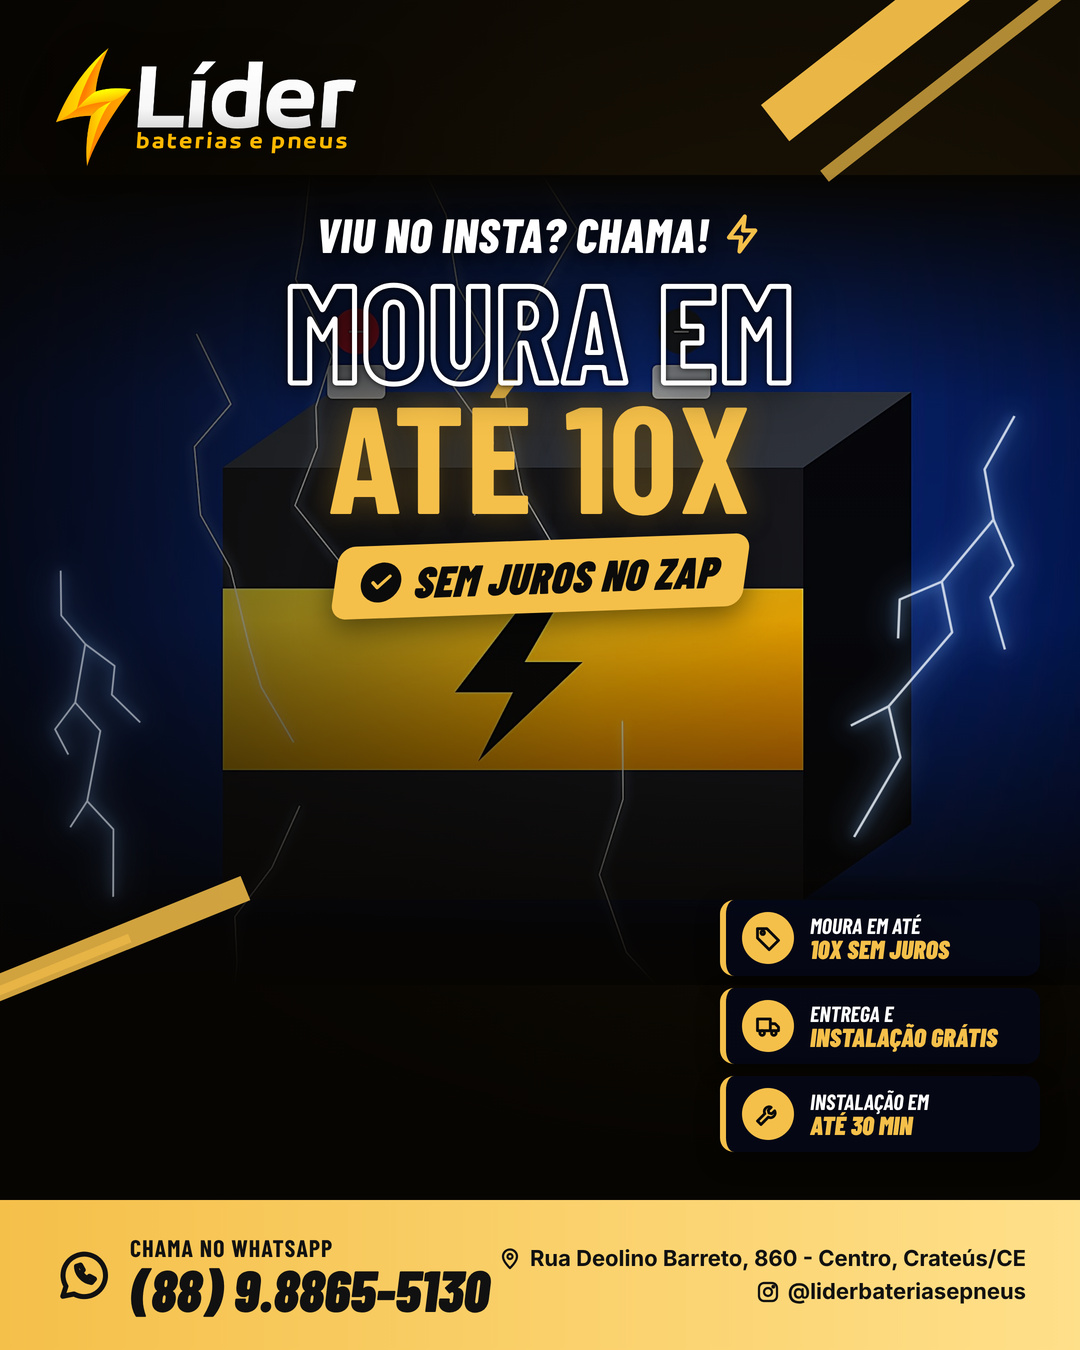 Líder
baterias e pneus
VIU NO INSTA? CHAMA!
MOURA EM
ATÉ 10X
SEM JUROS NO ZAP
MOURA EM ATÉ
10X SEM JUROS
ENTREGA E
INSTALAÇÃO GRÁTIS
INSTALAÇÃO EM
ATÉ 30 MIN
CHAMA NO WHATSAPP
(88) 9.8865-5130
Rua Deolino Barreto, 860 - Centro, Crateús/CE
@liderbateriasepneus